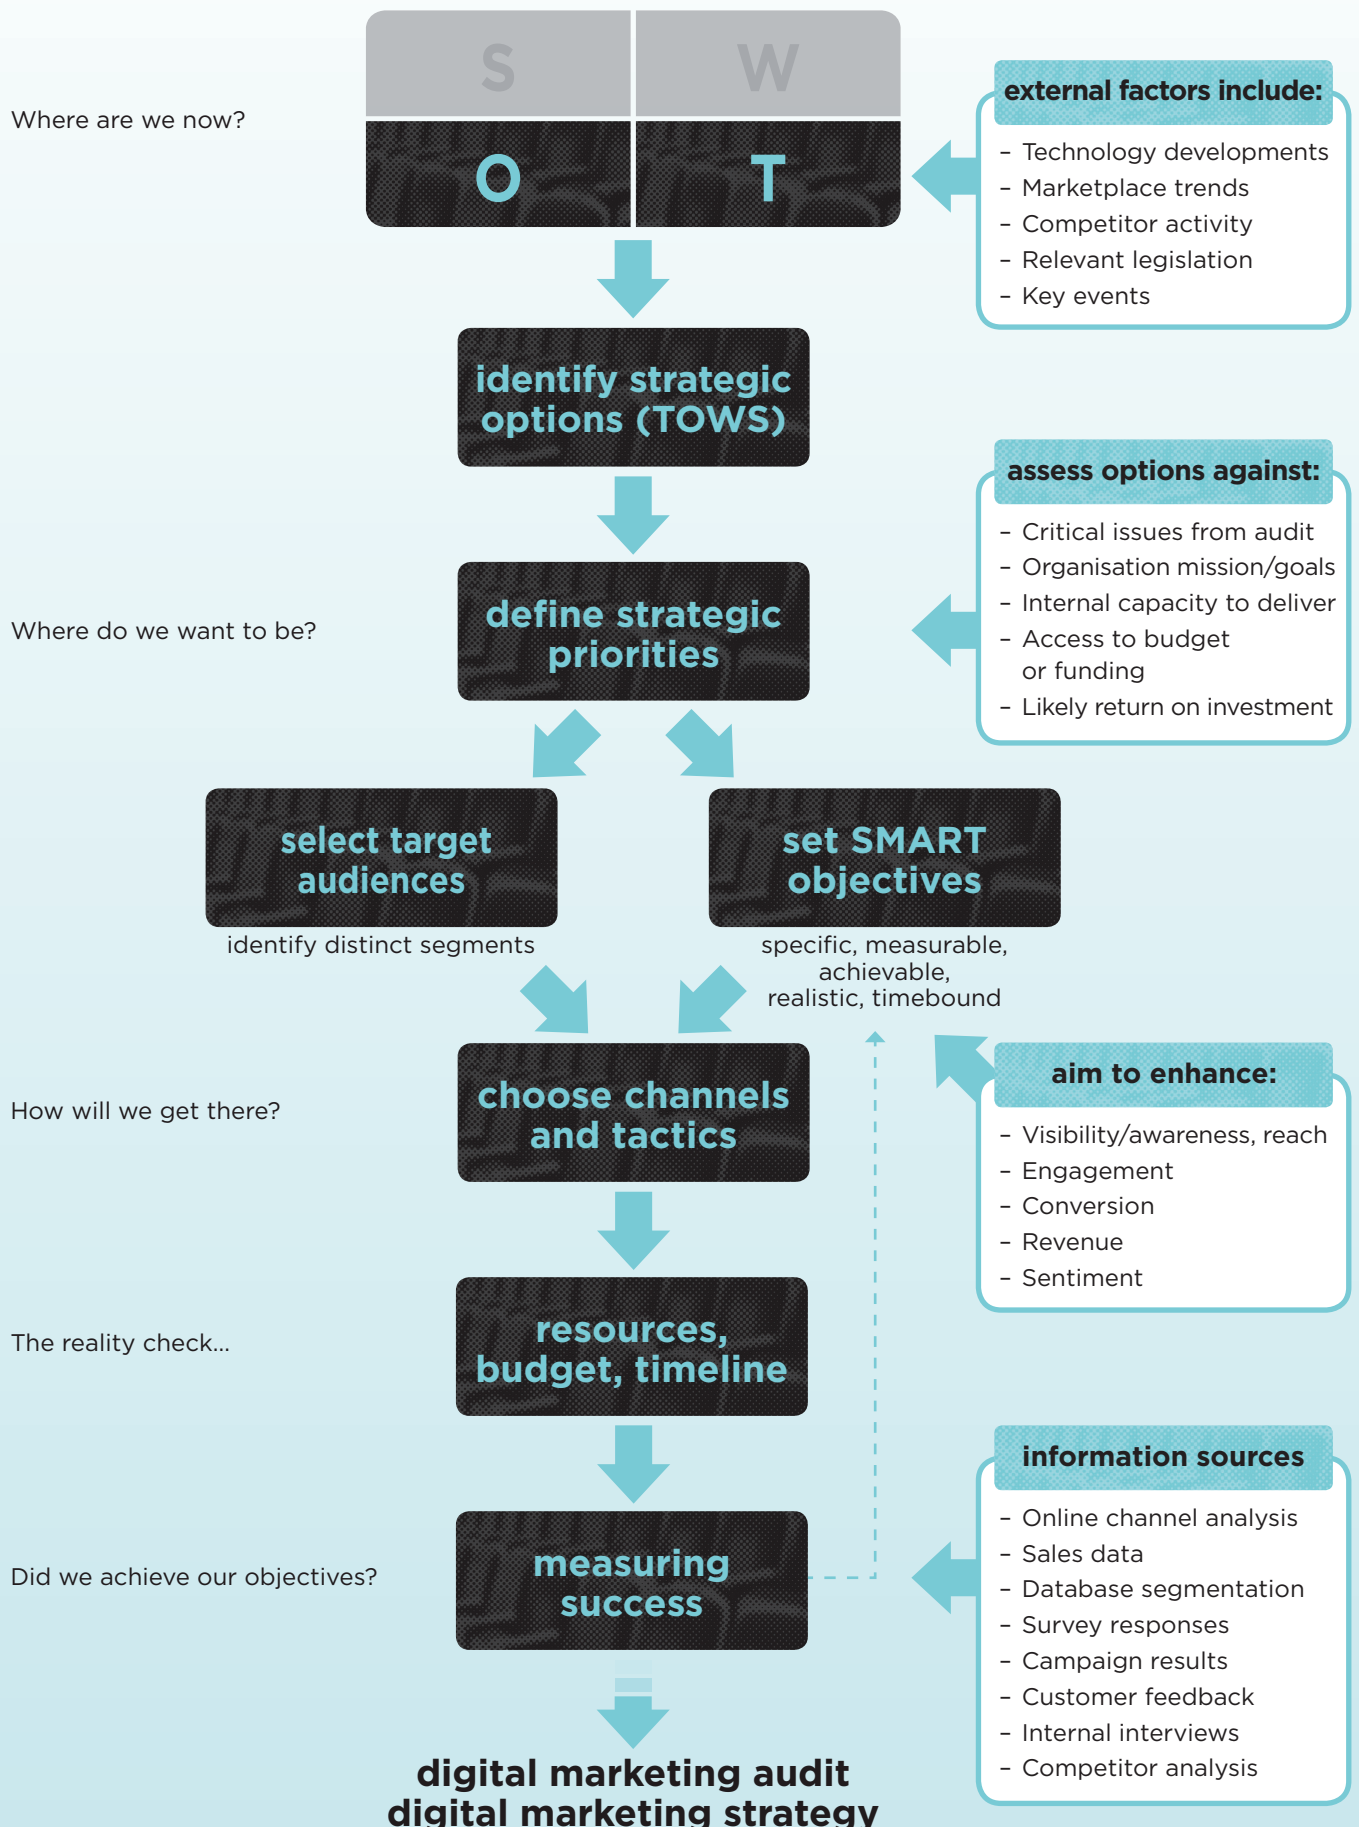 S
W
Where are we now?
O
T
external factors include:
– Technology developments
– Marketplace trends
– Competitor activity
– Relevant legislation
– Key events
identify strategic
options (TOWS)
Where do we want to be?
define strategic
priorities
assess options against:
– Critical issues from audit
– Organisation mission/goals
– Internal capacity to deliver
– Access to budget
or funding
– Likely return on investment
select target
audiences
identify distinct segments
set SMART
objectives
specific, measurable,
achievable,
realistic, timebound
How will we get there?
choose channels
and tactics
aim to enhance:
– Visibility/awareness, reach
– Engagement
– Conversion
– Revenue
– Sentiment
The reality check...
resources,
budget, timeline
Did we achieve our objectives?
measuring
success
information sources
– Online channel analysis
– Sales data
– Database segmentation
– Survey responses
– Campaign results
– Customer feedback
– Internal interviews
– Competitor analysis
digital marketing audit
digital marketing strategy